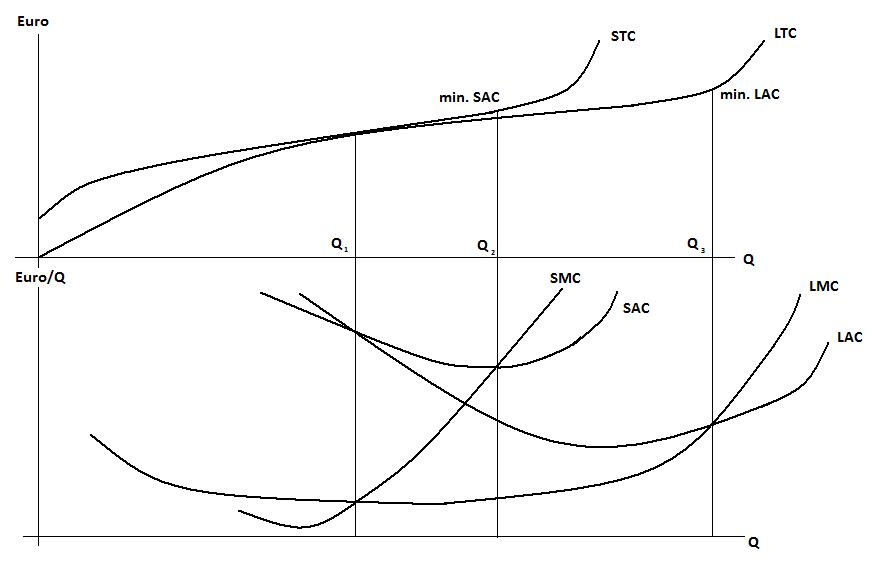 Euro
STC
LTC
min. SAC
min. LAC
Q₁
Q₂
Q₃
Q
Euro/Q
SMC
SAC
LMC
LAC
Q